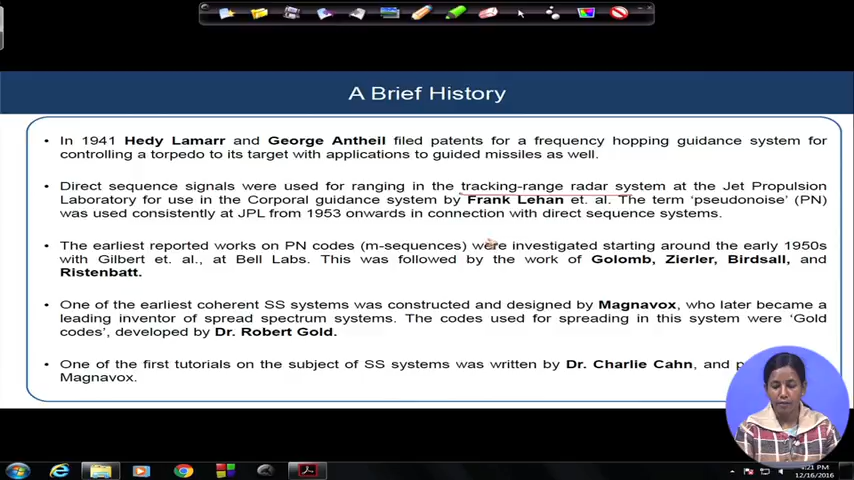 A Brief History
• In 1941 Hedy Lamarr and George Antheil filed patents for a frequency hopping guidance system for
controlling a torpedo to its target with applications to guided missiles as well.
• Direct sequence signals were used for ranging in the tracking-range radar system at the Jet Propulsion
Laboratory for use in the Corporal guidance system by Frank Lehan et. al. The term 'pseudonoise' (PN)
was used consistently at JPL from 1953 onwards in connection with direct sequence systems.
• The earliest reported works on PN codes (m-sequences) were investigated starting around the early 1950s
with Gilbert et. al., at Bell Labs. This was followed by the work of Golomb, Zierler, Birdsall, and
Ristenbatt.
• One of the earliest coherent SS systems was constructed and designed by Magnavox, who later became a
leading inventor of spread spectrum systems. The codes used for spreading in this system were 'Gold
codes', developed by Dr. Robert Gold.
• One of the first tutorials on the subject of SS systems was written by Dr. Charlie Cahn, and
Magnavox.
4:21 PM
12/16/2016